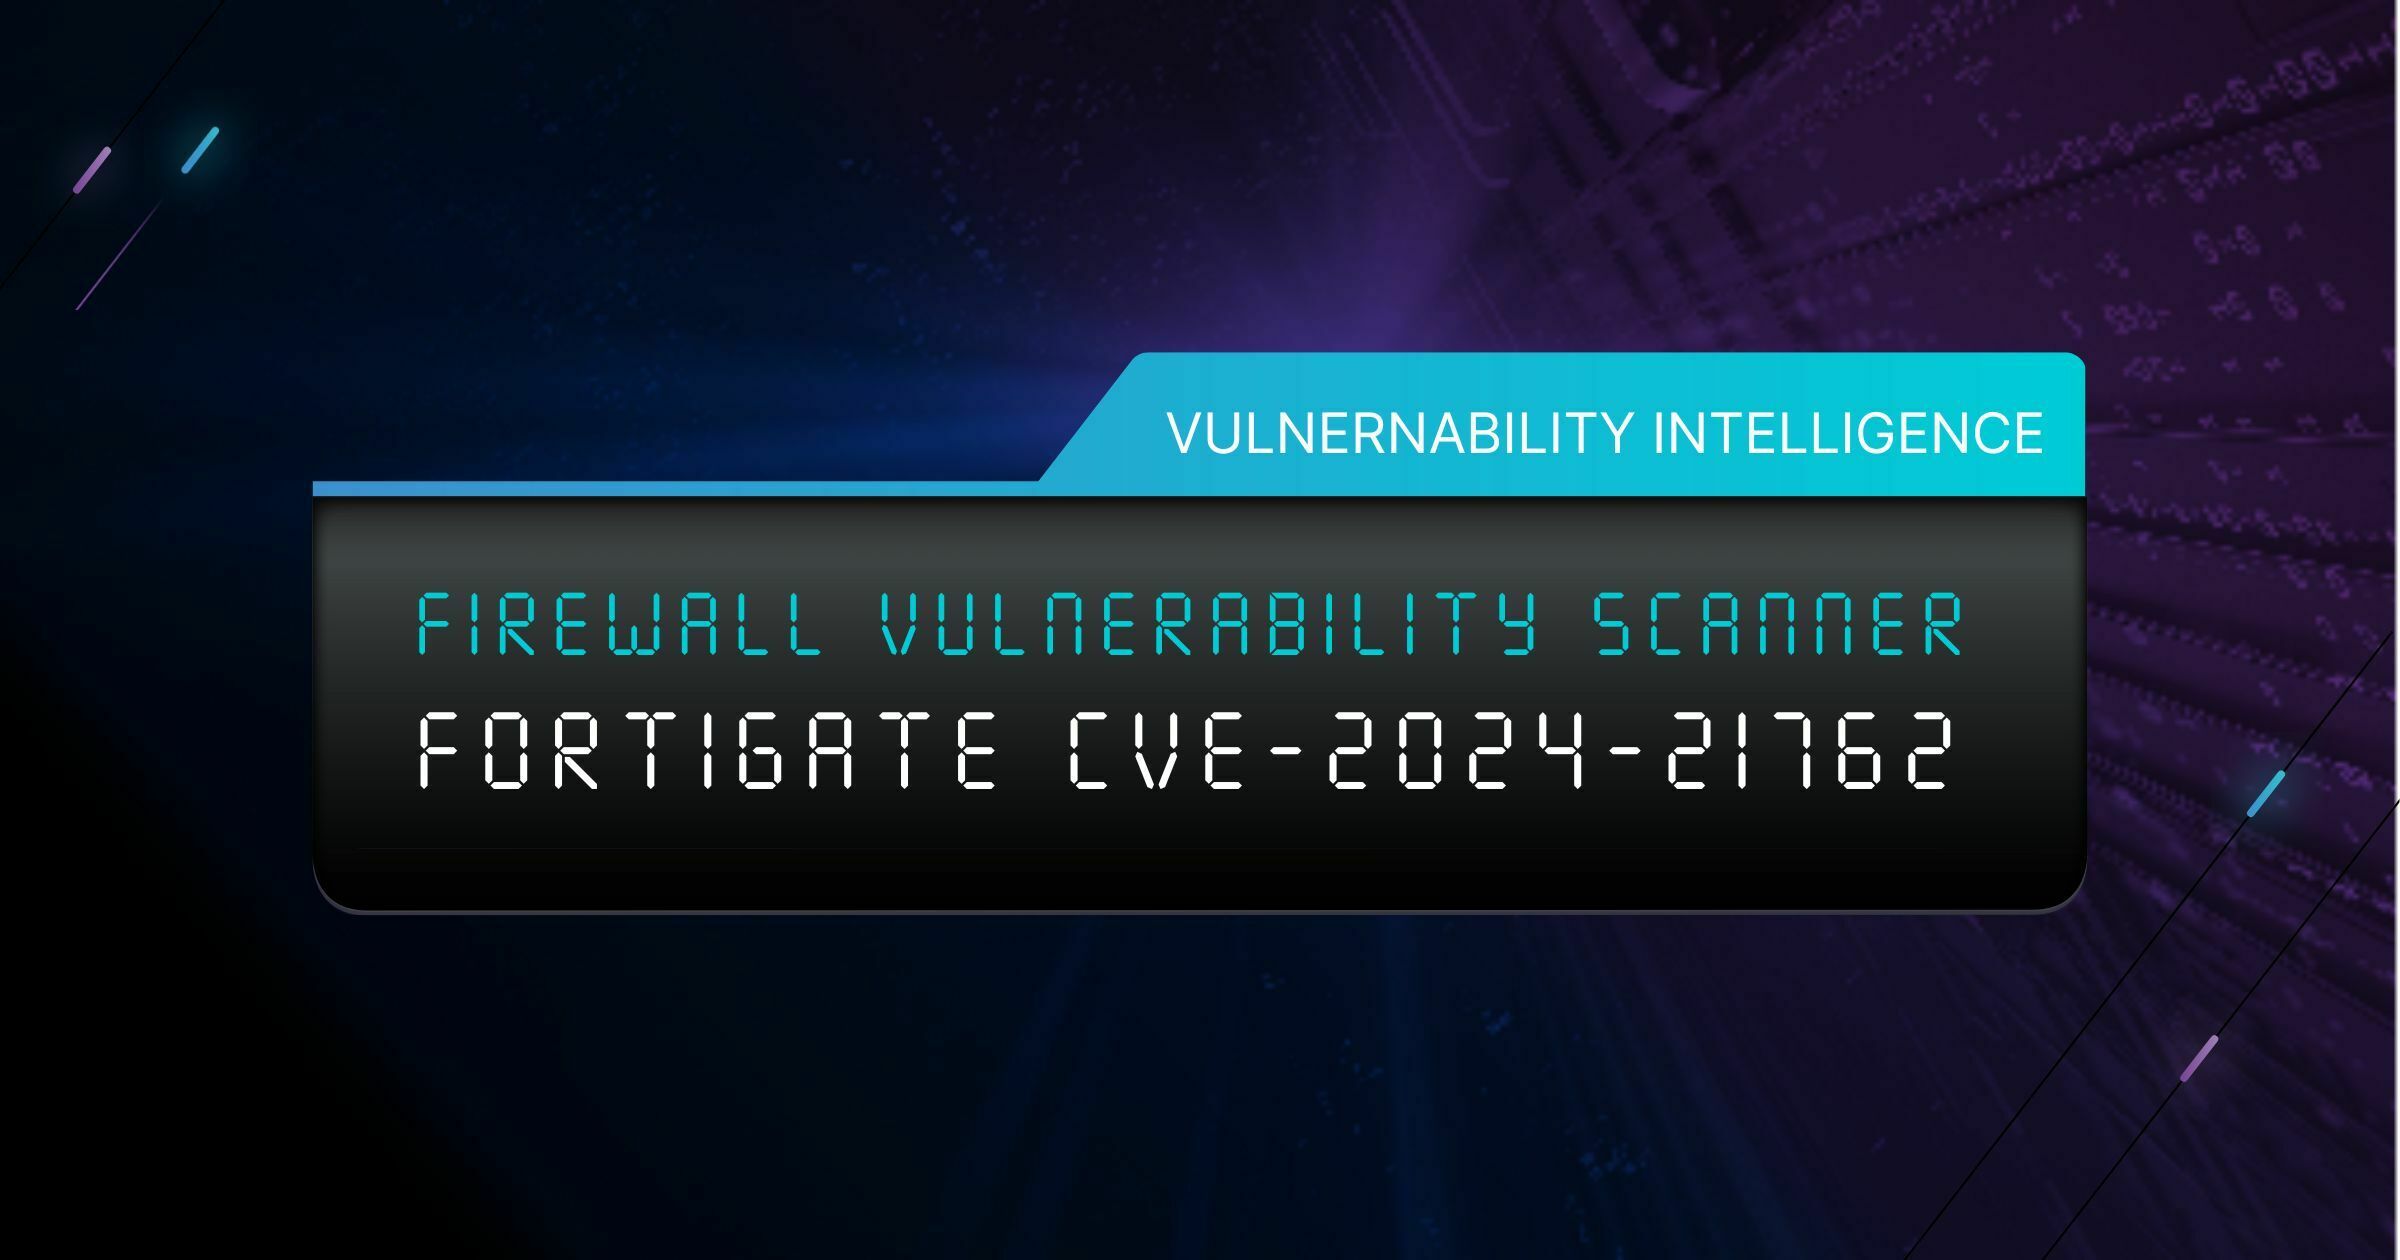 VULNERNABILITY INTELLIGENCE
FIREWALL VULNERABILITY SCANNER
FORTIGATE CVE-2024-21762